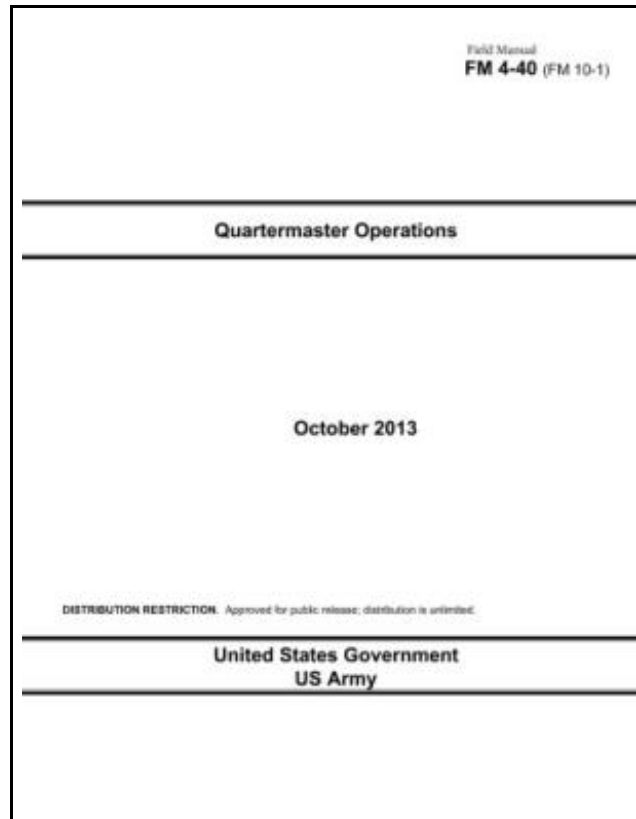 Field Manual
FM 4-40 (FM 10-1)
Quartermaster Operations
October 2013
DISTRIBUTION RESTRICTION. Approved for public release; distribution is unlimited.
United States Government
US Army